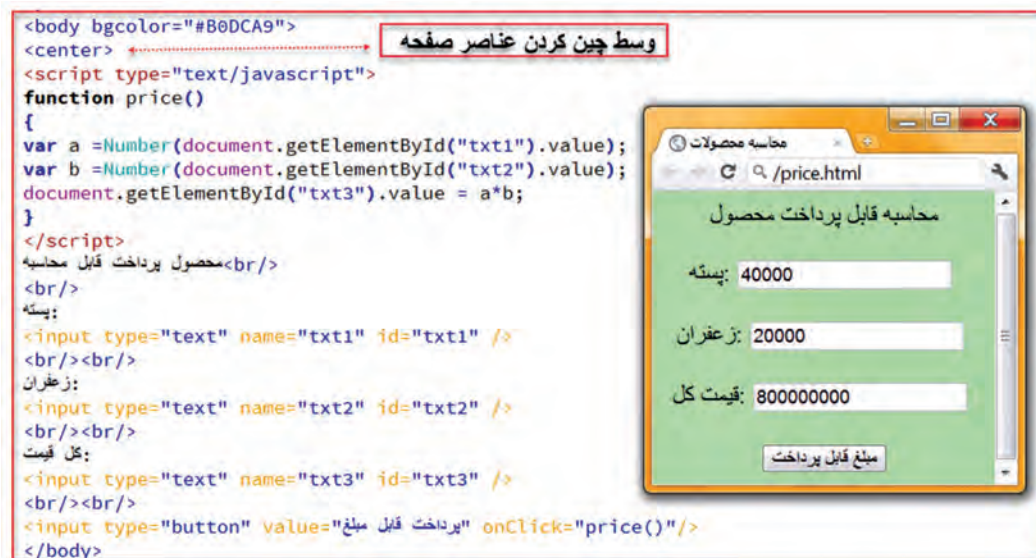 <body bgcolor="#B0DCA9">
<center>
وسط چین کردن عناصر صفحه
<script type="text/javascript">
function price()
{
var a =Number(document.getElementById("txt1").value);
var b =Number(document.getElementById("txt2").value);
document.getElementById("txt3").value = a*b;
}
</script>
محصول پرداخت قابل محاسبه<br/>
<br/>
پسته:
<input type="text" name="txt1" id="txt1" />
<br/><br/>
زعفران:
<input type="text" name="txt2" id="txt2" />
<br/><br/>
کل قیمت:
<input type="text" name="txt3" id="txt3" />
<br/><br/>
<input type="button" value="پرداخت قابل مبلغ" onClick="price()"/>
</body>
محاسبه محصولات
/price.html
محاسبه قابل پرداخت محصول
پسته: 40000
زعفران: 20000
قیمت کل: 800000000
مبلغ قابل پرداخت